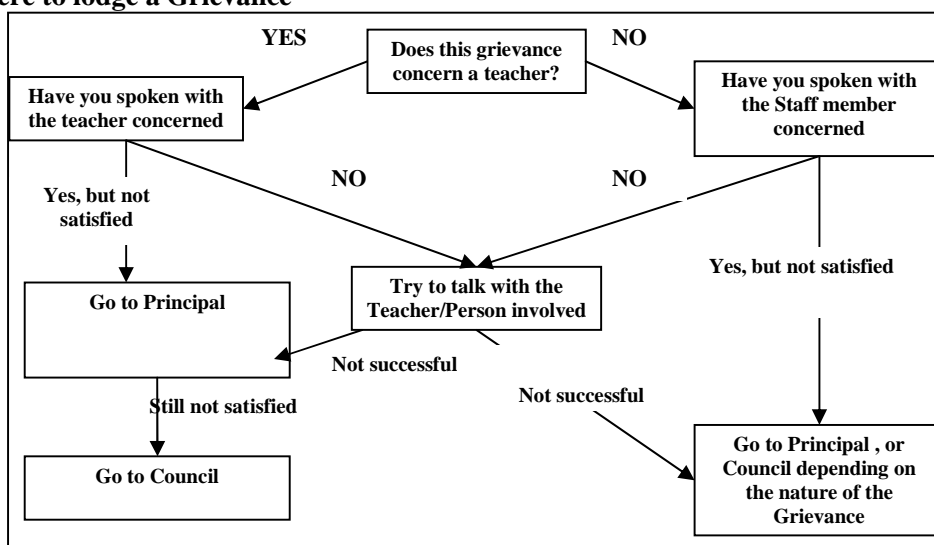 ere to lodge a Grievance
YES
Does this grievance
concern a teacher?
NO
Have you spoken with
the teacher concerned
Have you spoken with
the Staff member
concerned
NO
NO
Yes, but not
satisfied
Yes, but not satisfied
Go to Principal
Try to talk with the
Teacher/Person involved
Not successful
Not successful
Still not satisfied
Go to Council
Go to Principal , or
Council depending on
the nature of the
Grievance